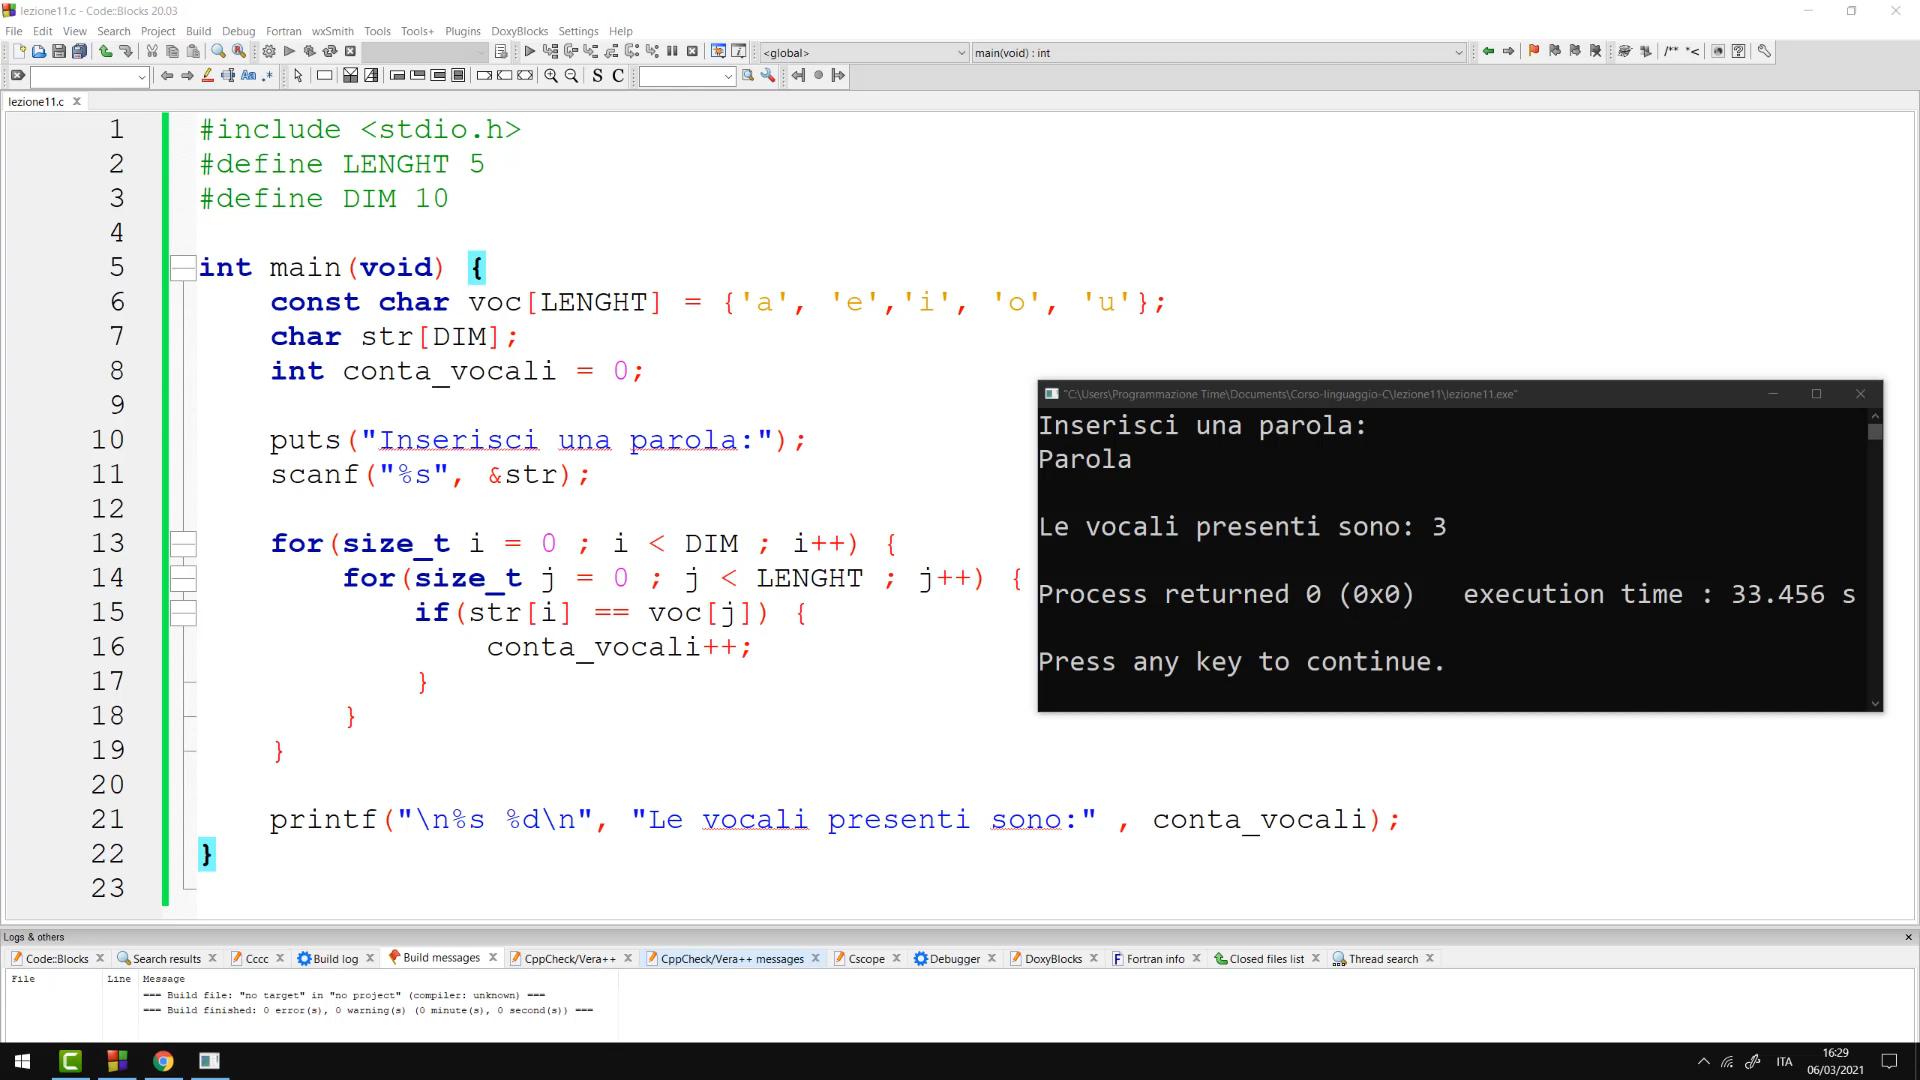 lezione11.c - Code::Blocks 20.03
File Edit View Search Project Build Debug Fortran wxSmith Tools Tools+ Plugins DoxyBlocks Settings Help
<global> main(void) : int
lezione11.c
1 #include <stdio.h>
2 #define LENGHT 5
3 #define DIM 10
4
5 int main(void) {
6 const char voc[LENGHT] = {'a', 'e','i', 'o', 'u'};
7 char str[DIM];
8 int conta_vocali = 0;
9
10 puts("Inserisci una parola:");
11 scanf("%s", &str);
12
13 for(size_t i = 0 ; i < DIM ; i++) {
14 for(size_t j = 0 ; j < LENGHT ; j++) {
15 if(str[i] == voc[j]) {
16 conta_vocali++;
17 }
18 }
19 }
20
21 printf("\n%s %d\n", "Le vocali presenti sono:" , conta_vocali);
22 }
23
"C:\Users\Programmazione Time\Documents\Corso-linguaggio-C\lezione11\lezione11.exe"
Inserisci una parola:
Parola
Le vocali presenti sono: 3
Process returned 0 (0x0) execution time : 33.456 s
Press any key to continue.
Logs & others
Code::Blocks Search results Cccc Build log Build messages CppCheck/Vera++ CppCheck/Vera++ messages Cscope Debugger DoxyBlocks Fortran info Closed files list Thread search
File Line Message
=== Build file: "no target" in "no project" (compiler: unknown) ===
=== Build finished: 0 error(s), 0 warning(s) (0 minute(s), 0 second(s)) ===
ITA
16:29
06/03/2021